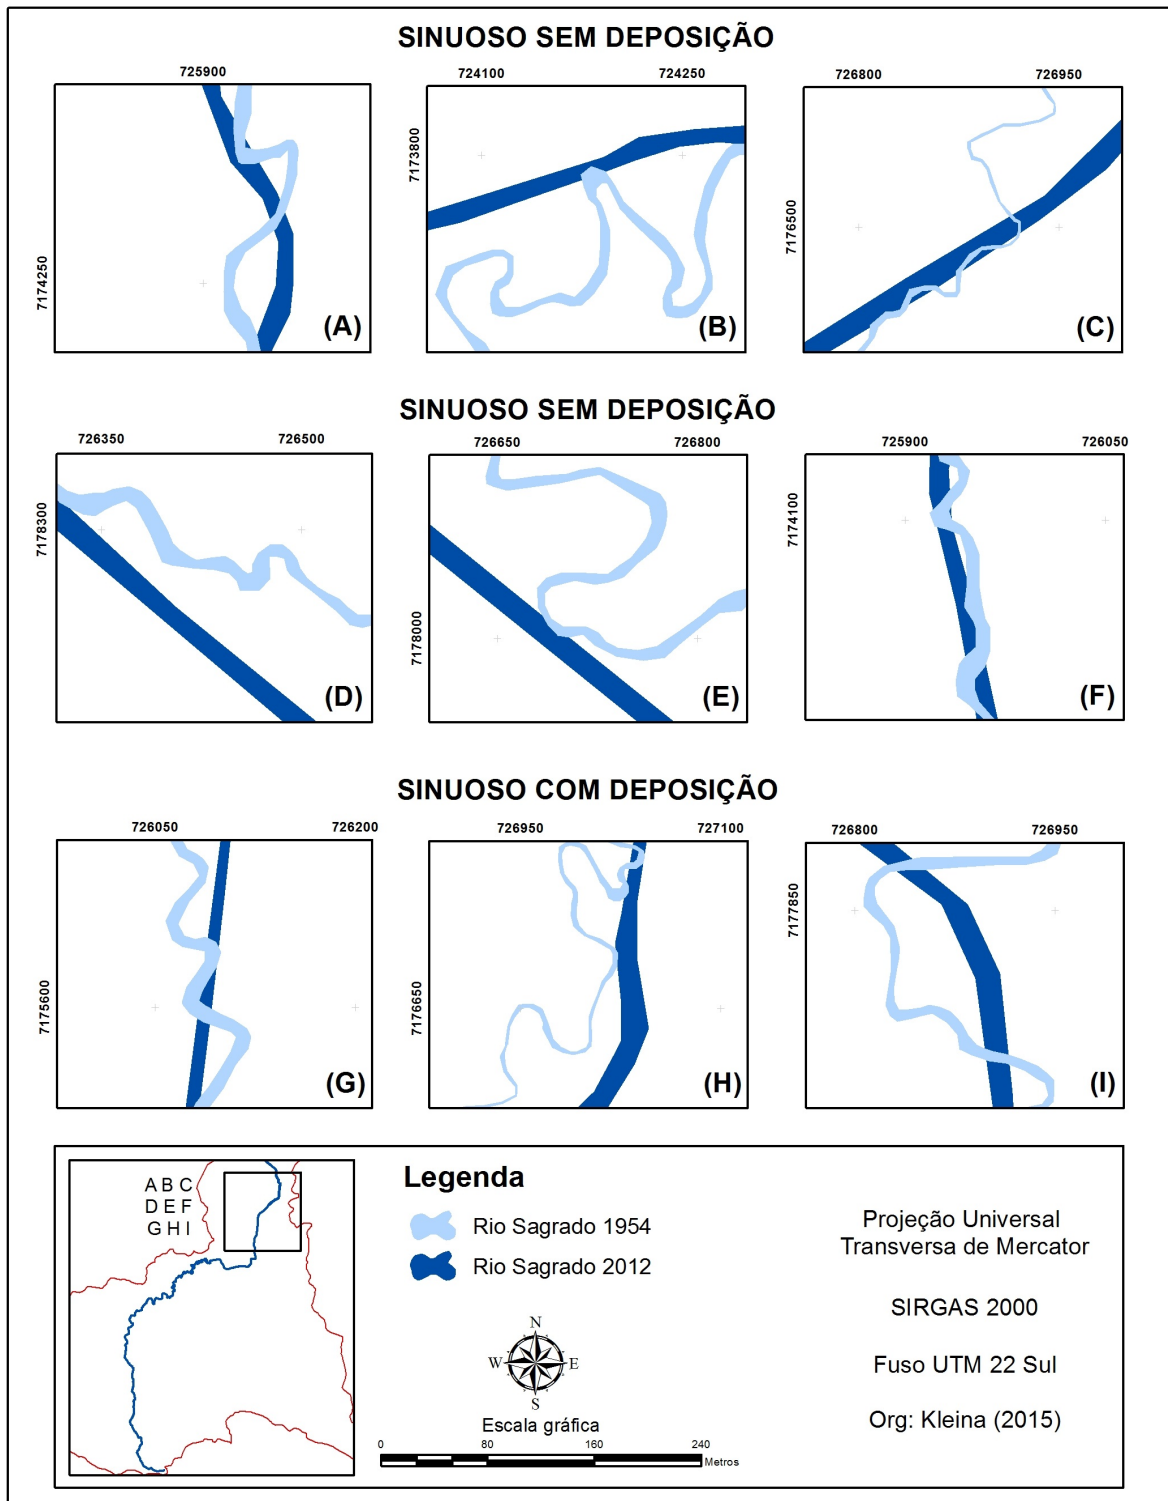 SINUOSO SEM DEPOSIÇÃO
725900
7174250
(A)
724100 724250
7173800
(B)
726800 726950
7176500
(C)
SINUOSO SEM DEPOSIÇÃO
726350 726500
7178300
(D)
726650 726800
7178000
(E)
725900 726050
7174100
(F)
SINUOSO COM DEPOSIÇÃO
726050 726200
7175600
(G)
726950 727100
7176650
(H)
726800 726950
7177850
(I)
A B C
D E F
G H I
Legenda
Rio Sagrado 1954
Rio Sagrado 2012
N
W E
S
Escala gráfica
0 80 160 240
Metros
Projeção Universal
Transversa de Mercator
SIRGAS 2000
Fuso UTM 22 Sul
Org: Kleina (2015)